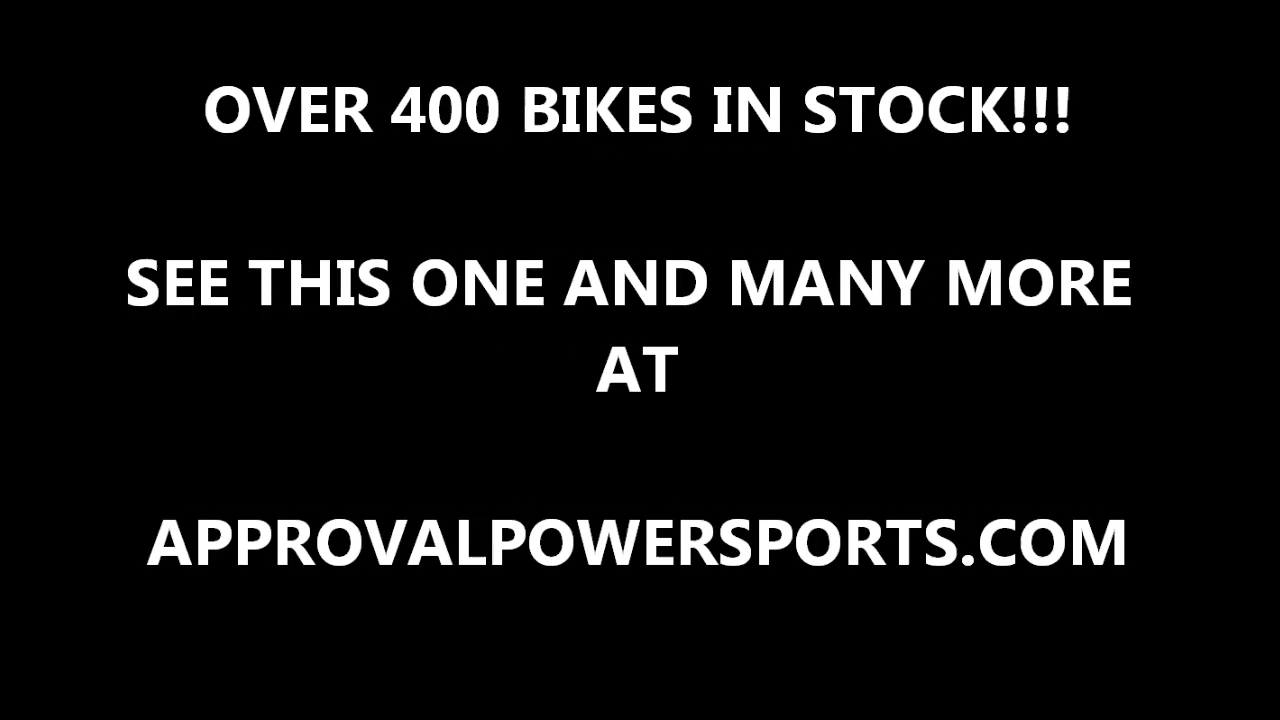 OVER 400 BIKES IN STOCK!!!
SEE THIS ONE AND MANY MORE
AT
APPROVALPOWERSPORTS.COM